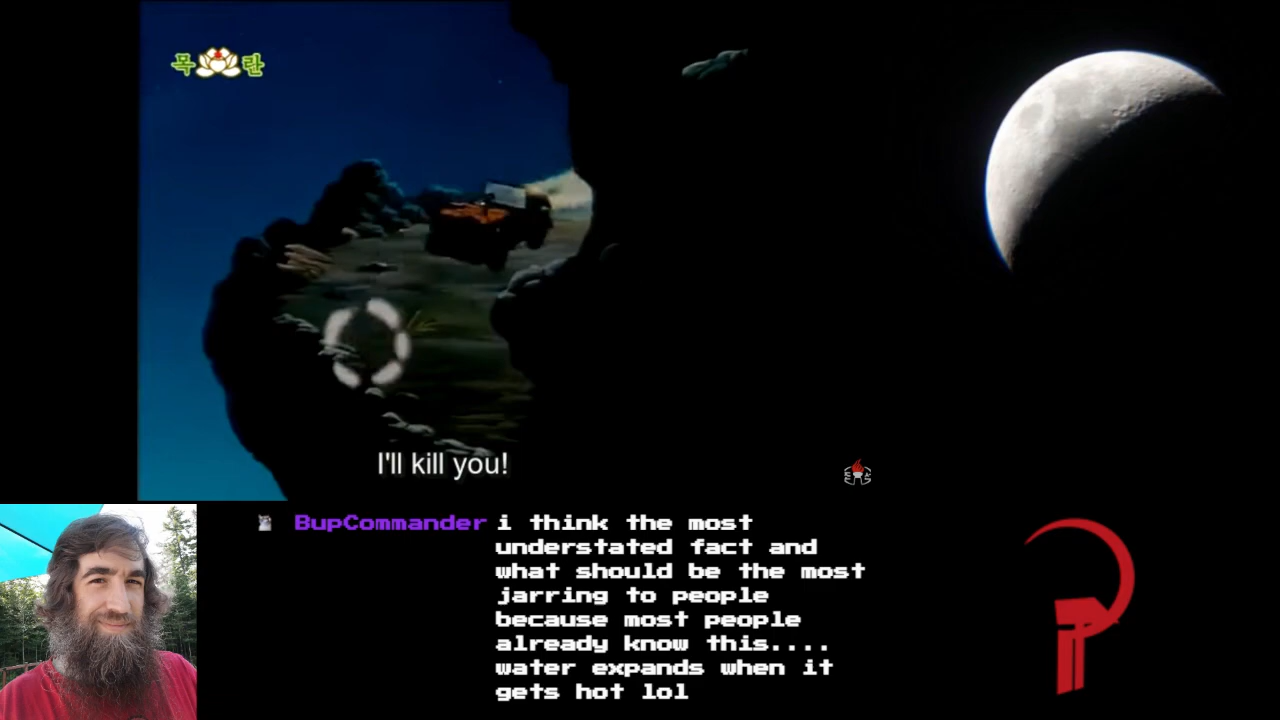 목란
I'll kill you!
BupCommander i think the most
understated fact and
what should be the most
jarring to people
because most people
already know this....
water expands when it
gets hot lol